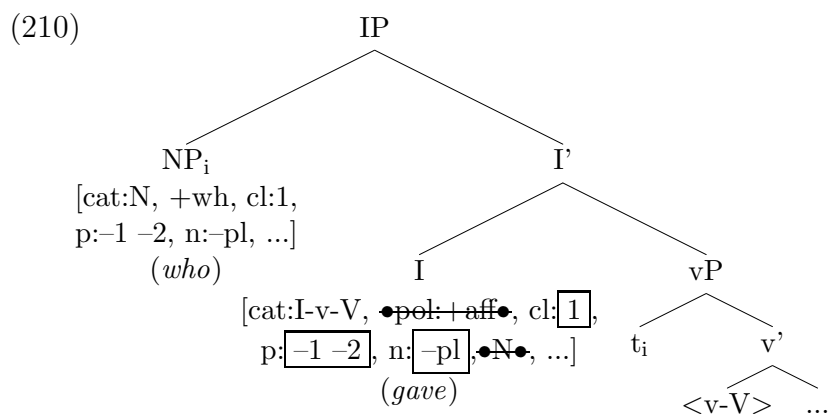 (210) IP
NPᵢ I’
[cat:N, +wh, cl:1,
p:–1 –2, n:–pl, ...]
(who)
I vP
[cat:I-v-V, ●pol:+aff●, cl: 1 ,
p: –1 –2 , n: –pl , ●N●, ...]
(gave)
tᵢ v’
<v-V> ...